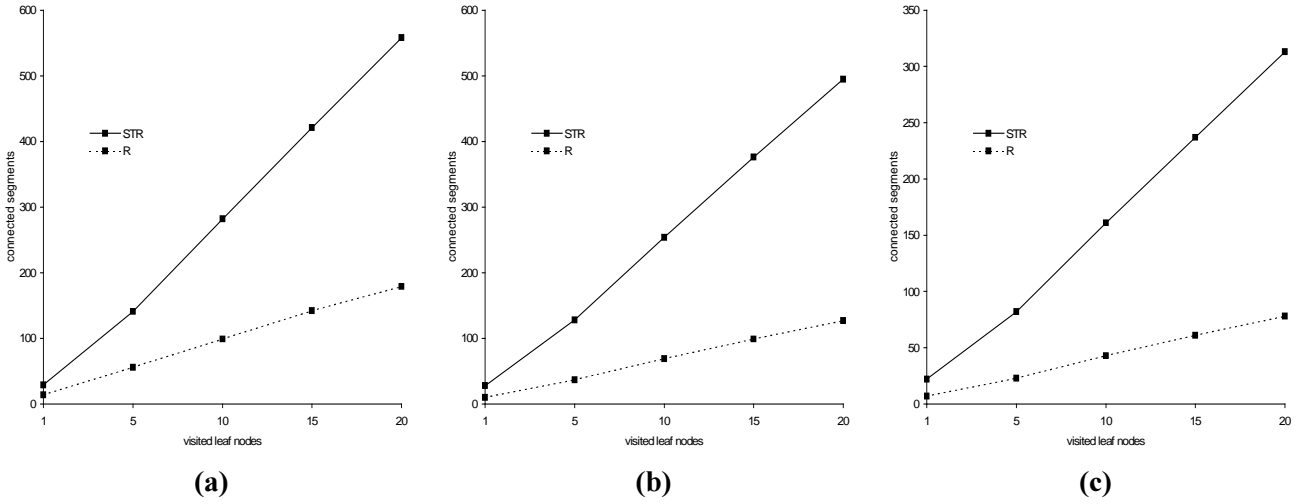 600
500
400
300
200
100
0
connected segments
STR
R
1 5 10 15 20
visited leaf nodes
(a)
600
500
400
300
200
100
0
connected segments
STR
R
1 5 10 15 20
visited leaf nodes
(b)
350
300
250
200
150
100
50
0
connected segments
STR
R
1 5 10 15 20
visited leaf nodes
(c)